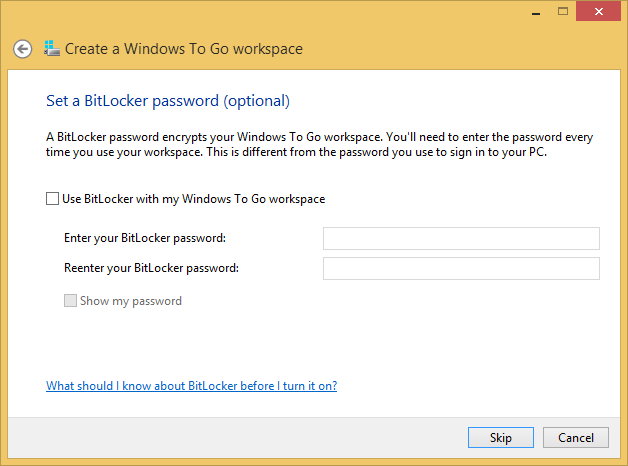 Create a Windows To Go workspace
Set a BitLocker password (optional)
A BitLocker password encrypts your Windows To Go workspace. You'll need to enter the password every
time you use your workspace. This is different from the password you use to sign in to your PC.
Use BitLocker with my Windows To Go workspace
Enter your BitLocker password:
Reenter your BitLocker password:
Show my password
What should I know about BitLocker before I turn it on?
Skip
Cancel